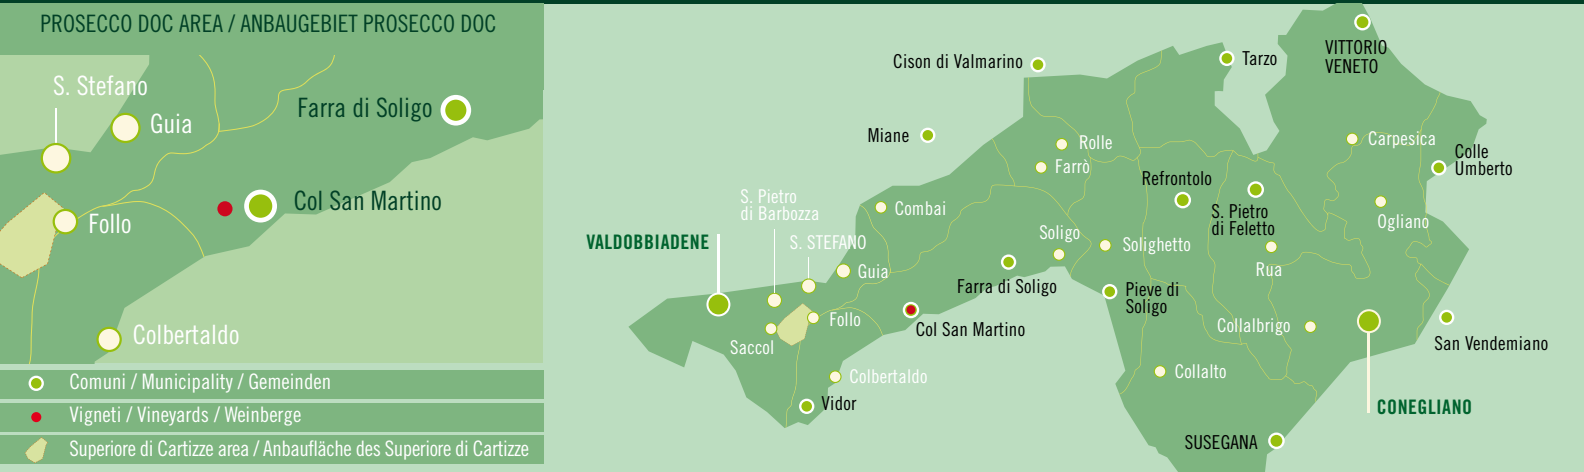 PROSECCO DOC AREA / ANBAUGEBIET PROSECCO DOC
S. Stefano
Guia
Farra di Soligo
Col San Martino
Follo
Colbertaldo
Comuni / Municipality / Gemeinden
Vigneti / Vineyards / Weinberge
Superiore di Cartizze area / Anbaufläche des Superiore di Cartizze
Cison di Valmarino
Tarzo
VITTORIO
VENETO
Miane
Rolle
Farrò
Carpesica
Colle
Umberto
Refrontolo
S. Pietro
di Feletto
Ogliano
S. Pietro
di Barbozza
Combai
VALDOBBIADENE
S. STEFANO
Guia
Soligo
Solighetto
Rua
Farra di Soligo
Pieve di
Soligo
Follo
Col San Martino
Saccol
Collalbrigo
San Vendemiano
Colbertaldo
Collalto
Vidor
CONEGLIANO
SUSEGANA